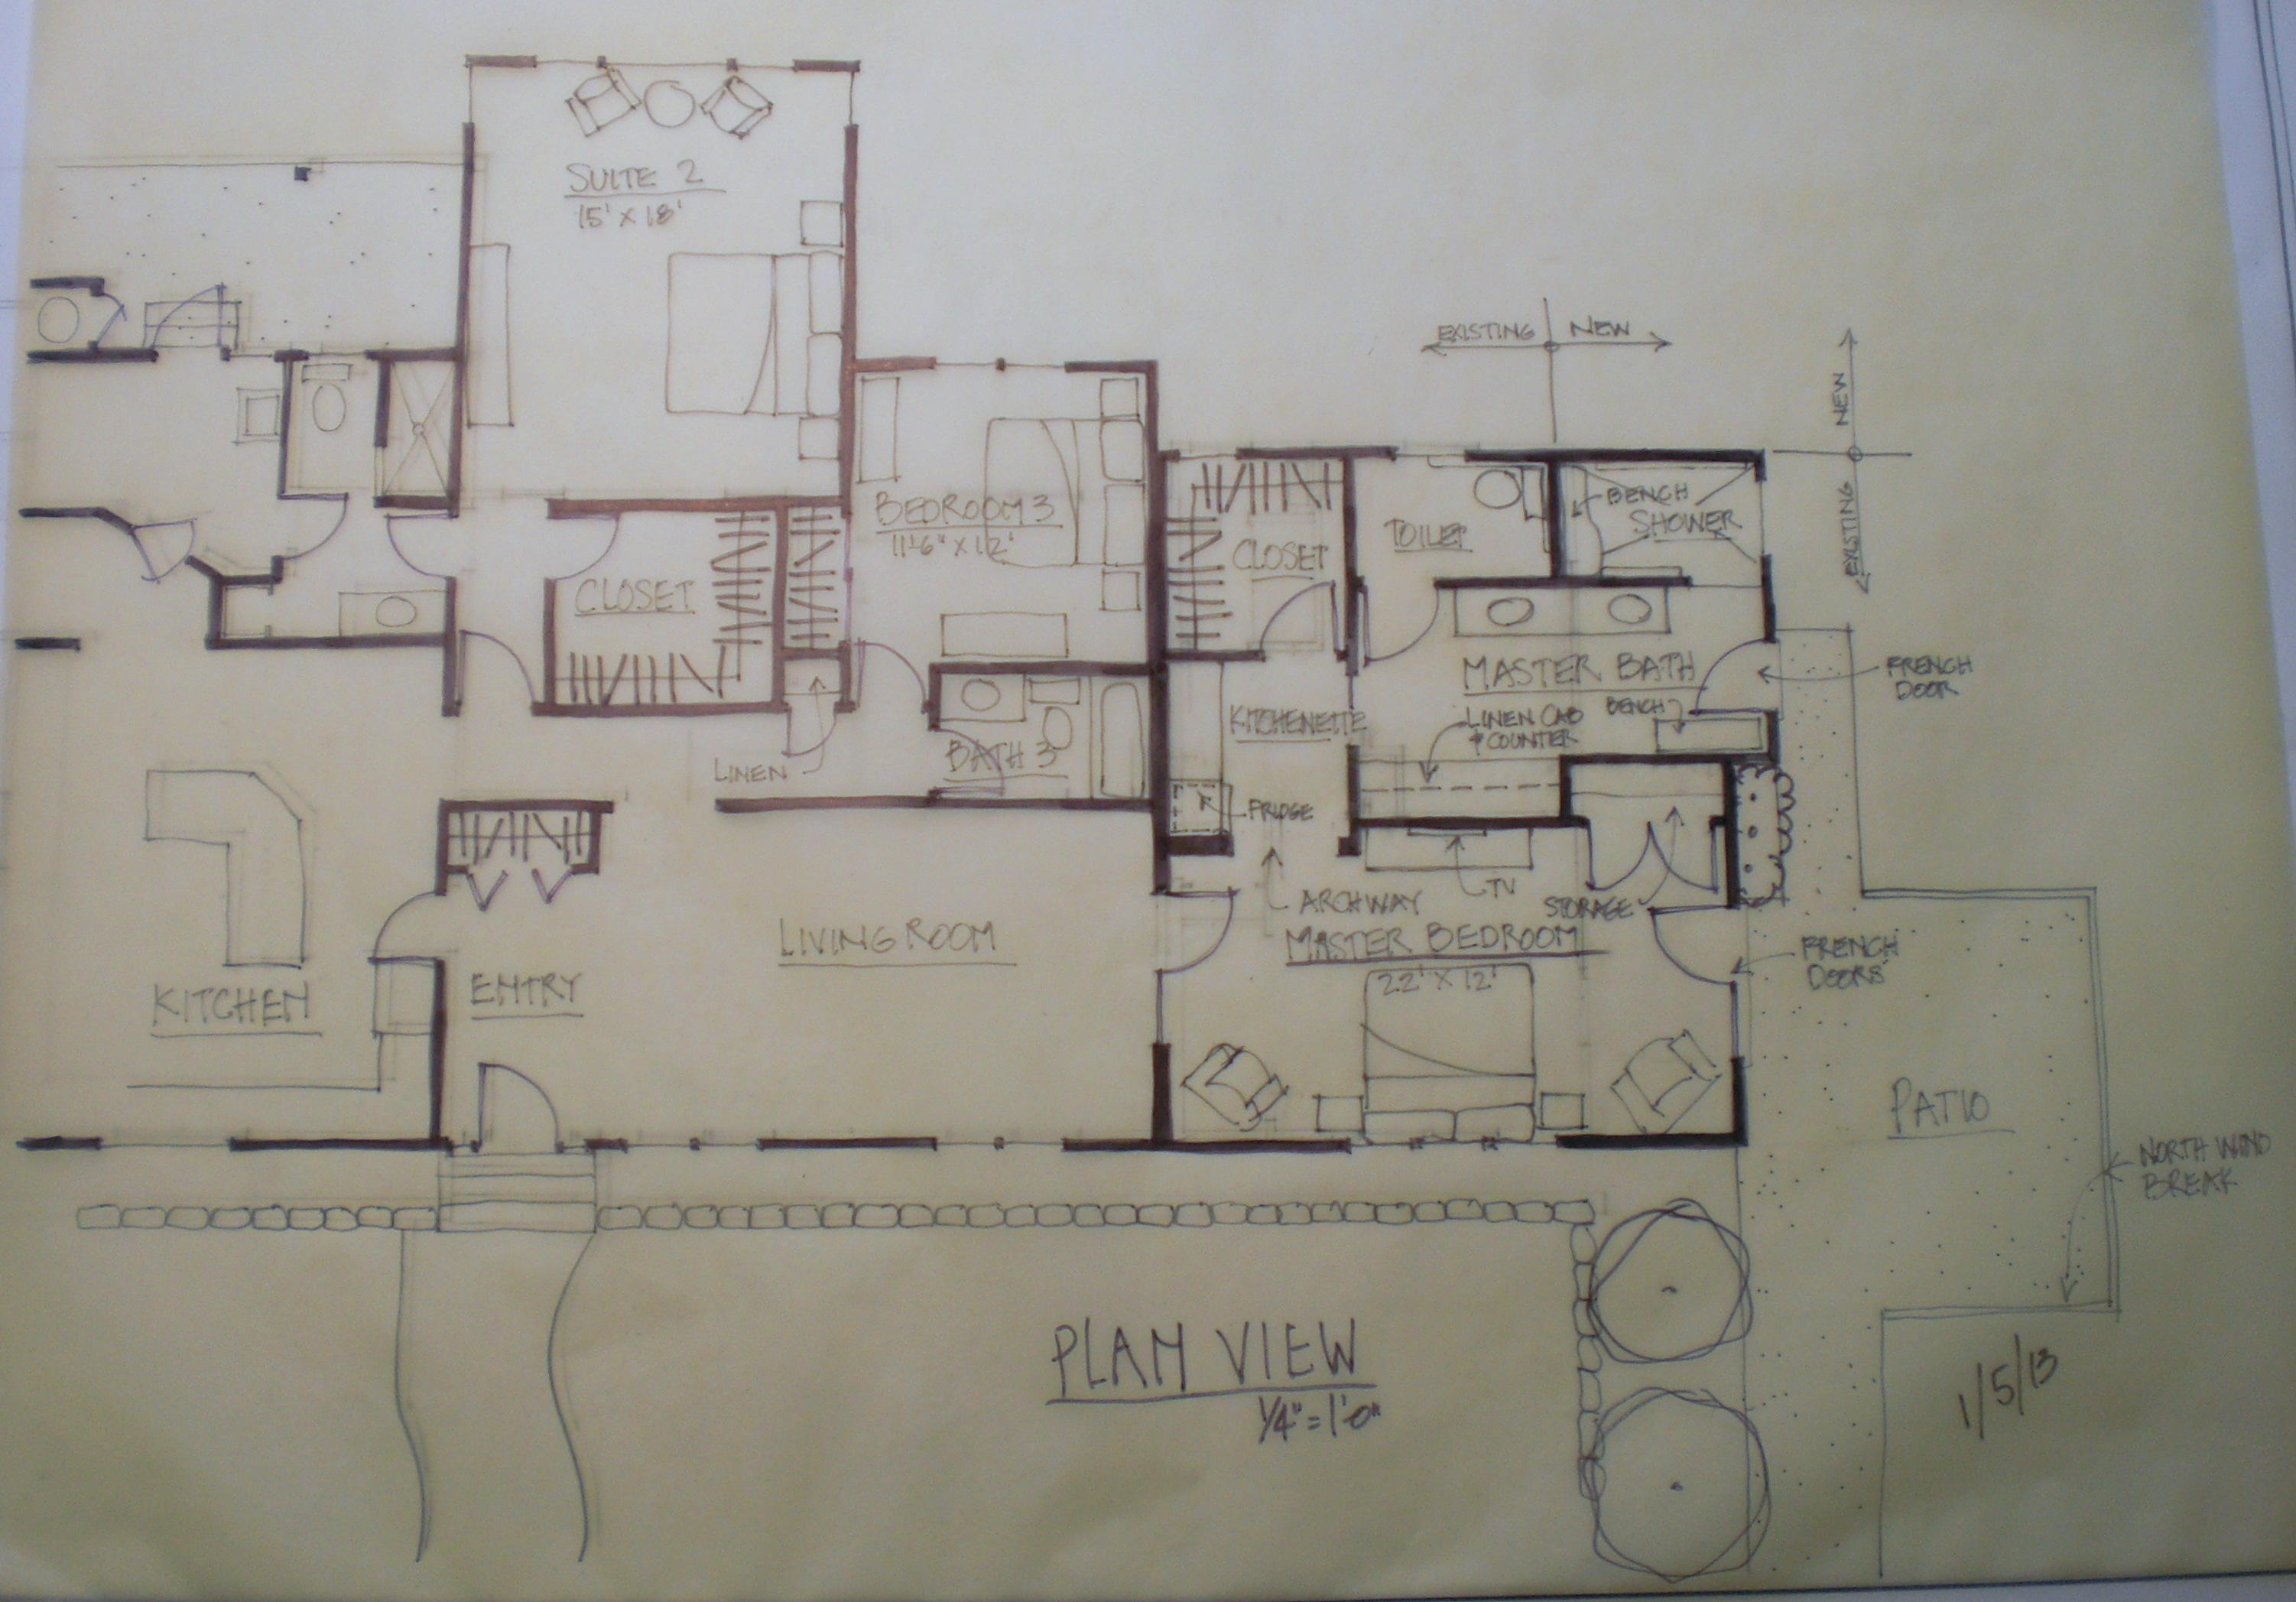 SUITE 2
15' X 18'
EXISTING
NEW
NEW
EXISTING
BEDROOM 3
11'6" X 12'
CLOSET
CLOSET
TOILET
BENCH
SHOWER
MASTER BATH
FRENCH
DOOR
KITCHENETTE
LINEN CAB
& COUNTER
BENCH
LINEN
BATH 3
FRIDGE
ARCHWAY
TV
STORAGE
LIVING ROOM
MASTER BEDROOM
22' X 12'
FRENCH
DOORS
KITCHEN
ENTRY
PATIO
NORTH WIND
BREAK
PLAN VIEW
1/4" = 1'0"
1/5/13